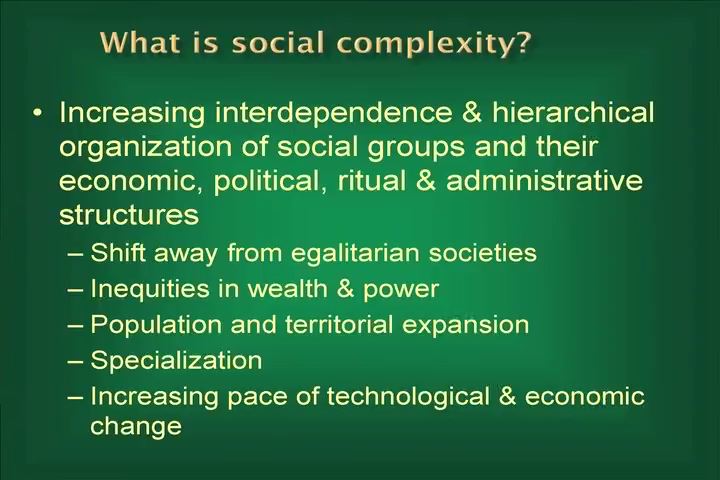 What is social complexity?
• Increasing interdependence & hierarchical
organization of social groups and their
economic, political, ritual & administrative
structures
– Shift away from egalitarian societies
– Inequities in wealth & power
– Population and territorial expansion
– Specialization
– Increasing pace of technological & economic
change